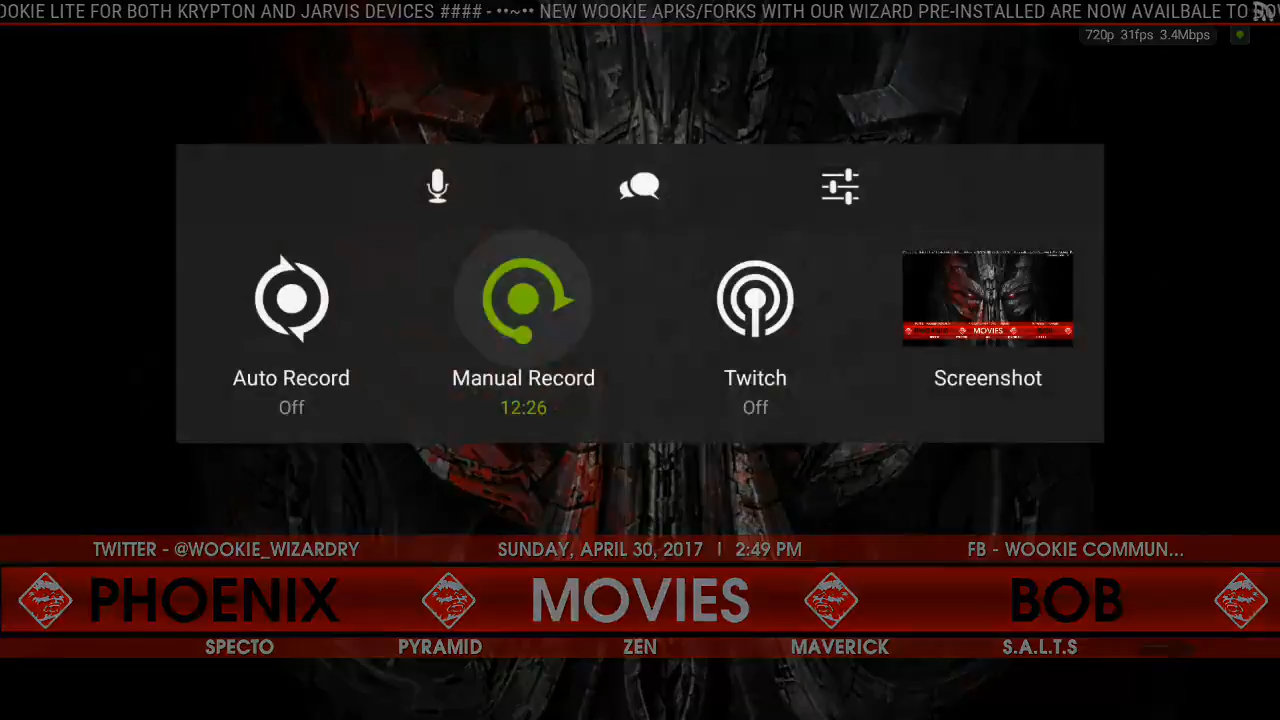 OOKIE LITE FOR BOTH KRYPTON AND JARVIS DEVICES #### - ••~•• NEW WOOKIE APKS/FORKS WITH OUR WIZARD PRE-INSTALLED ARE NOW AVAILBALE TO
720p 31fps 3.4Mbps
Auto Record Manual Record Twitch Screenshot
Off 12:26 Off
TWITTER - @WOOKIE_WIZARDRY SUNDAY, APRIL 30, 2017 | 2:49 PM FB - WOOKIE COMMUN...
PHOENIX MOVIES BOB
SPECTO PYRAMID ZEN MAVERICK S.A.L.T.S